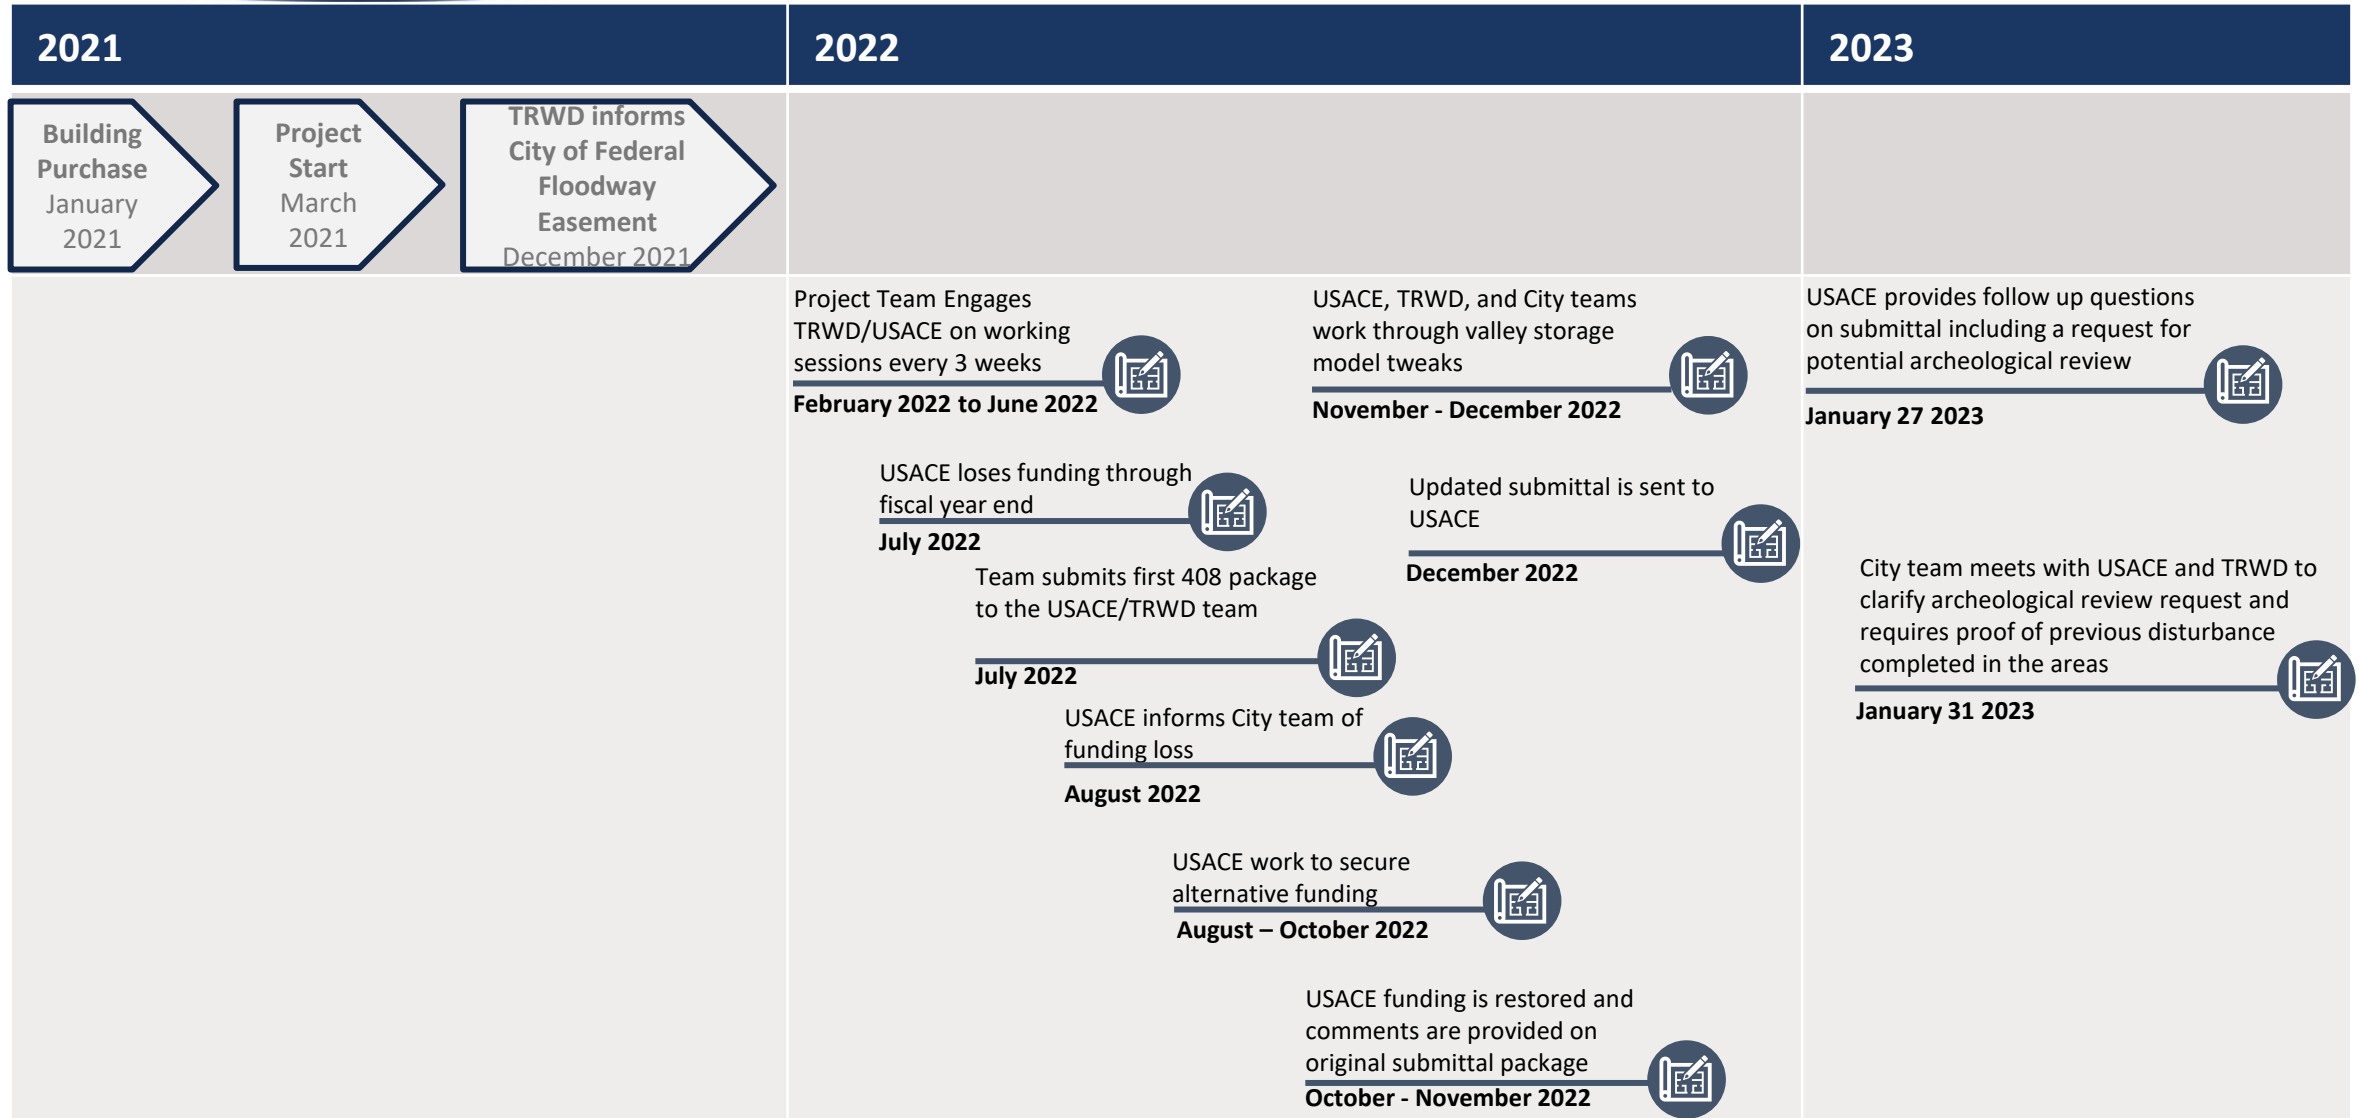 2021
2022
2023
Building
Purchase
January
2021
Project
Start
March
2021
TRWD informs
City of Federal
Floodway
Easement
December 2021
Project Team Engages
TRWD/USACE on working
sessions every 3 weeks
February 2022 to June 2022
USACE loses funding through
fiscal year end
July 2022
Team submits first 408 package
to the USACE/TRWD team
July 2022
USACE informs City team of
funding loss
August 2022
USACE work to secure
alternative funding
August – October 2022
USACE funding is restored and
comments are provided on
original submittal package
October - November 2022
USACE, TRWD, and City teams
work through valley storage
model tweaks
November - December 2022
Updated submittal is sent to
USACE
December 2022
USACE provides follow up questions
on submittal including a request for
potential archeological review
January 27 2023
City team meets with USACE and TRWD to
clarify archeological review request and
requires proof of previous disturbance
completed in the areas
January 31 2023